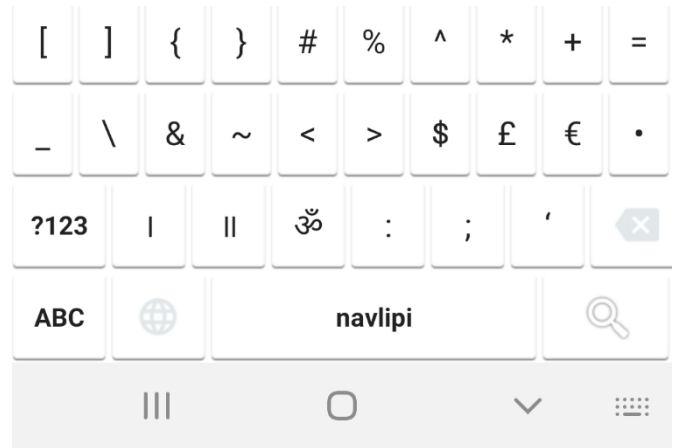 [ ] { } # % ^ * + =
_ \ & ~ < > $ £ € •
?123 । ॥ ॐ : ; ‘
ABC navlipi